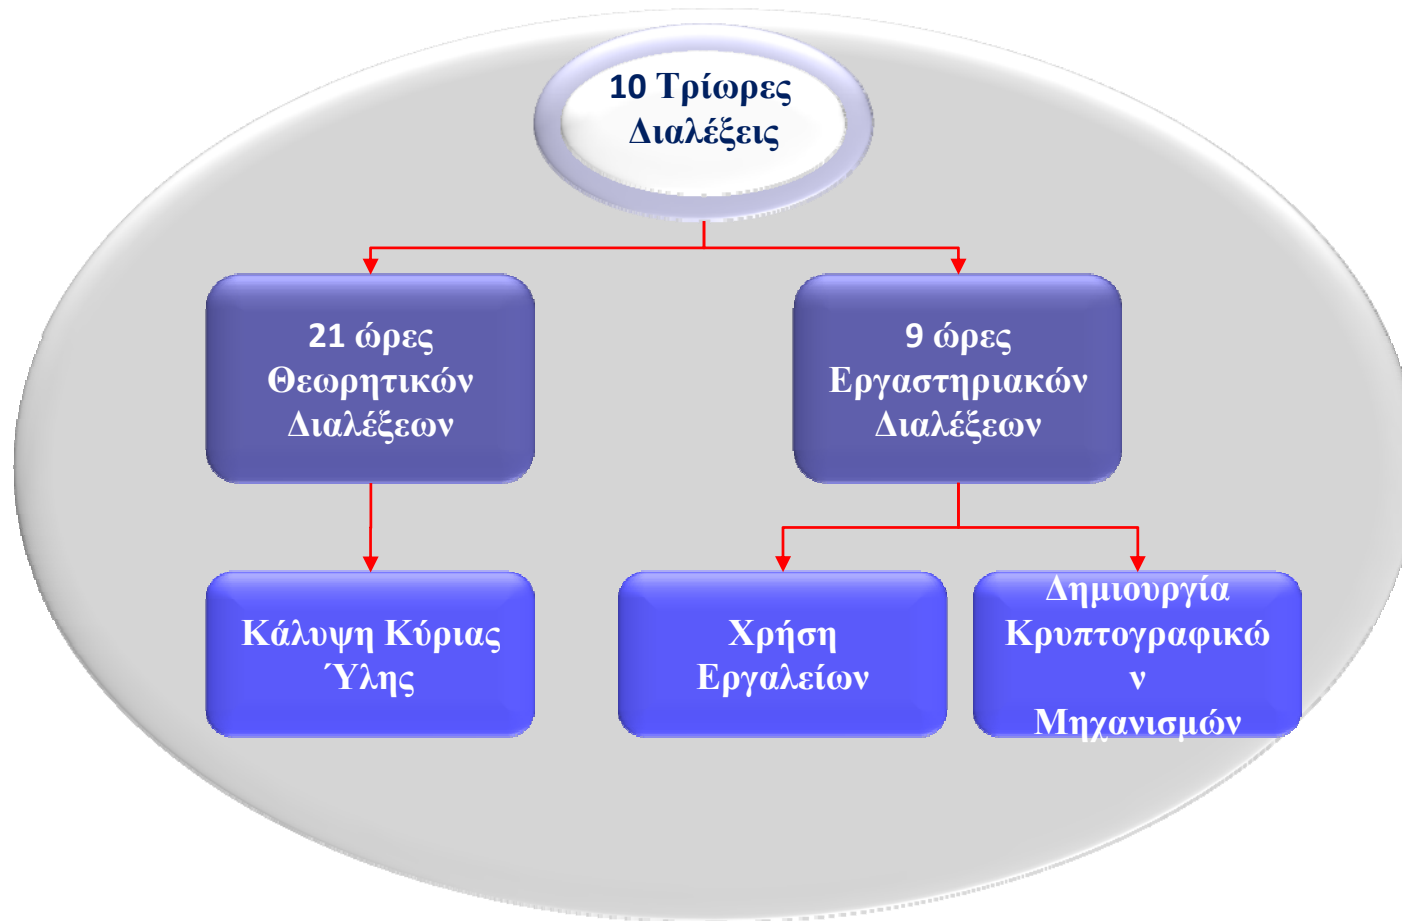 10 Τρίωρες
Διαλέξεις
21 ώρες
Θεωρητικών
Διαλέξεων
9 ώρες
Εργαστηριακών
Διαλέξεων
Κάλυψη Κύριας
Ύλης
Χρήση
Εργαλείων
Δημιουργία
Κρυπτογραφικώ
ν
Μηχανισμών